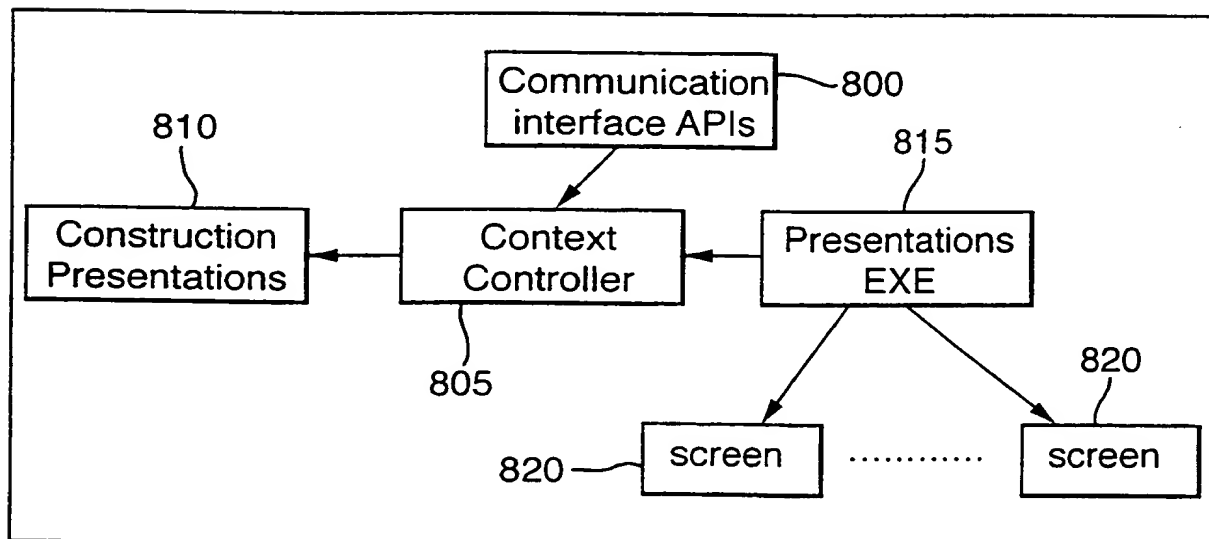 Communication
interface APIs
800
810
815
Construction
Presentations
Context
Controller
Presentations
EXE
805
820
820
screen
............
screen